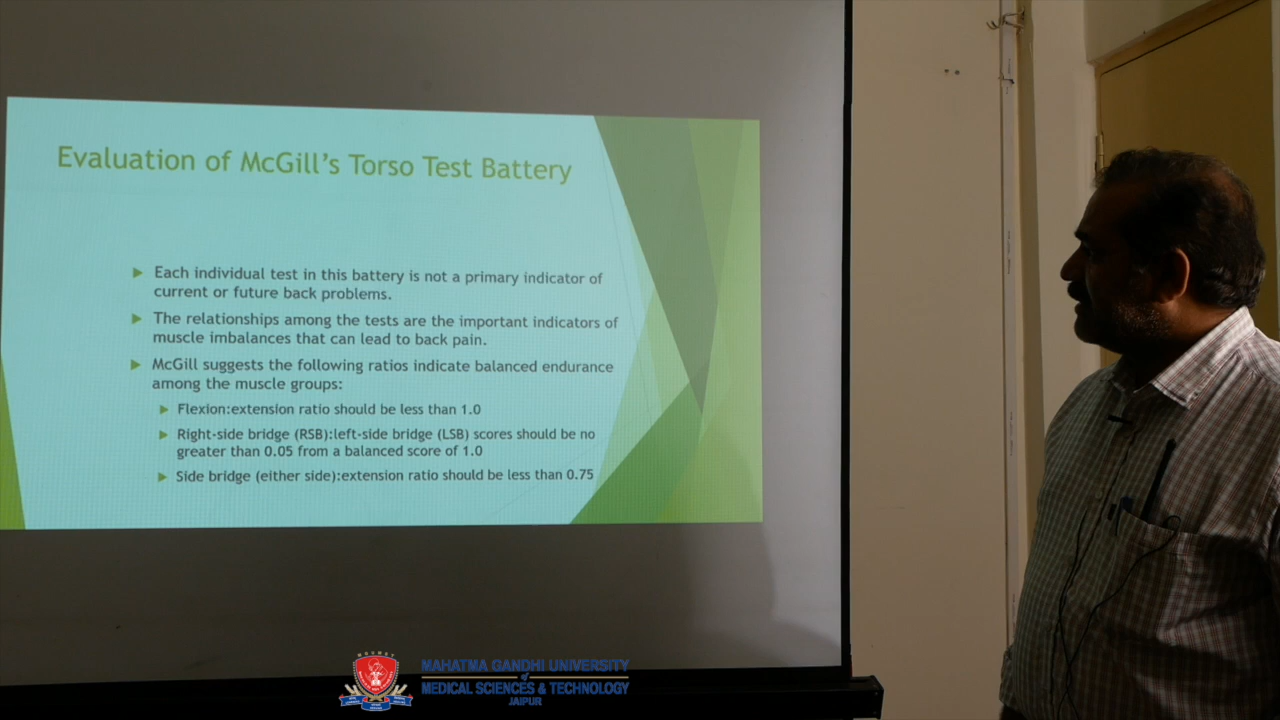 Evaluation of McGill's Torso Test Battery
Each individual test in this battery is not a primary indicator of
current or future back problems.
The relationships among the tests are the important indicators of
muscle imbalances that can lead to back pain.
McGill suggests the following ratios indicate balanced endurance
among the muscle groups:
Flexion:extension ratio should be less than 1.0
Right-side bridge (RSB):left-side bridge (LSB) scores should be no
greater than 0.05 from a balanced score of 1.0
Side bridge (either side):extension ratio should be less than 0.75
MAHATMA GANDHI UNIVERSITY
of
MEDICAL SCIENCES & TECHNOLOGY
JAIPUR